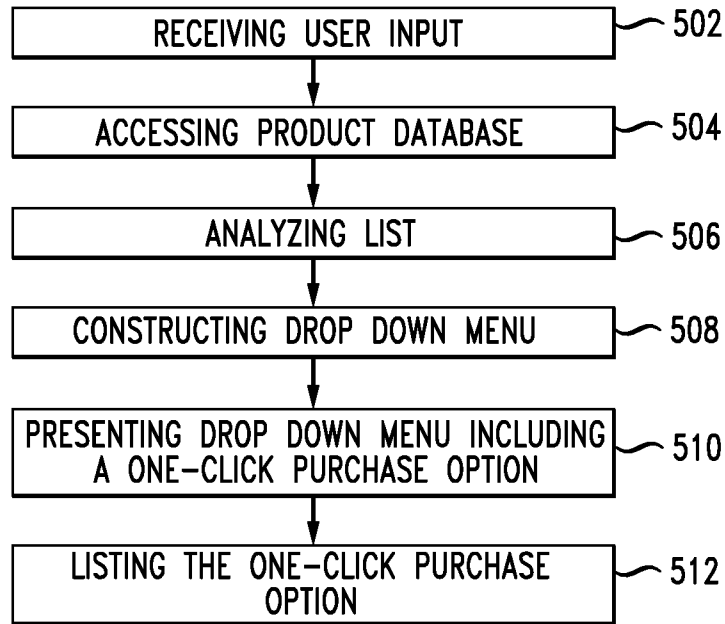 RECEIVING USER INPUT
502
ACCESSING PRODUCT DATABASE
504
ANALYZING LIST
506
CONSTRUCTING DROP DOWN MENU
508
PRESENTING DROP DOWN MENU INCLUDING
A ONE-CLICK PURCHASE OPTION
510
LISTING THE ONE-CLICK PURCHASE
OPTION
512